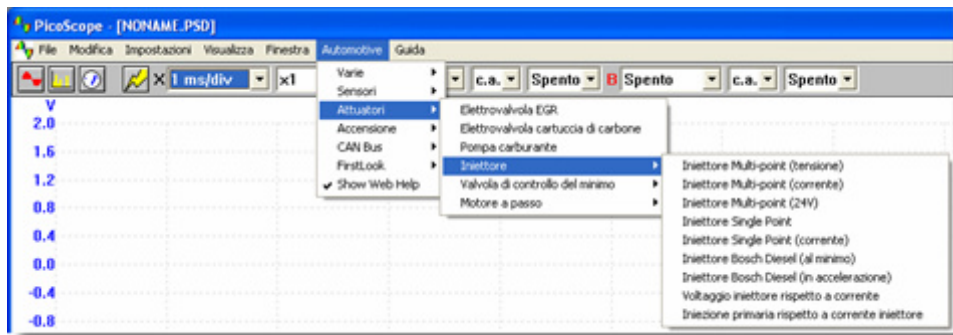 PicoScope - [NONAME.PSD]
File Modifica Impostazioni Visualizza Finestra Automotive Guida
1 ms/div x1 c.a. Spento B Spento c.a. Spento
V
2.0
1.6
1.2
0.8
0.4
0.0
-0.4
-0.8
Varie
Sensori
Attuatori
Accensione
CAN Bus
FirstLook
Show Web Help
Elettrovalvola EGR
Elettrovalvola cartuccia di carbone
Pompa carburante
Iniettore
Valvola di controllo del minimo
Motore a passo
Iniettore Multi-point (tensione)
Iniettore Multi-point (corrente)
Iniettore Multi-point (24V)
Iniettore Single Point
Iniettore Single Point (corrente)
Iniettore Bosch Diesel (al minimo)
Iniettore Bosch Diesel (in accelerazione)
Voltaggio iniettore rispetto a corrente
Iniezione primaria rispetto a corrente iniettore